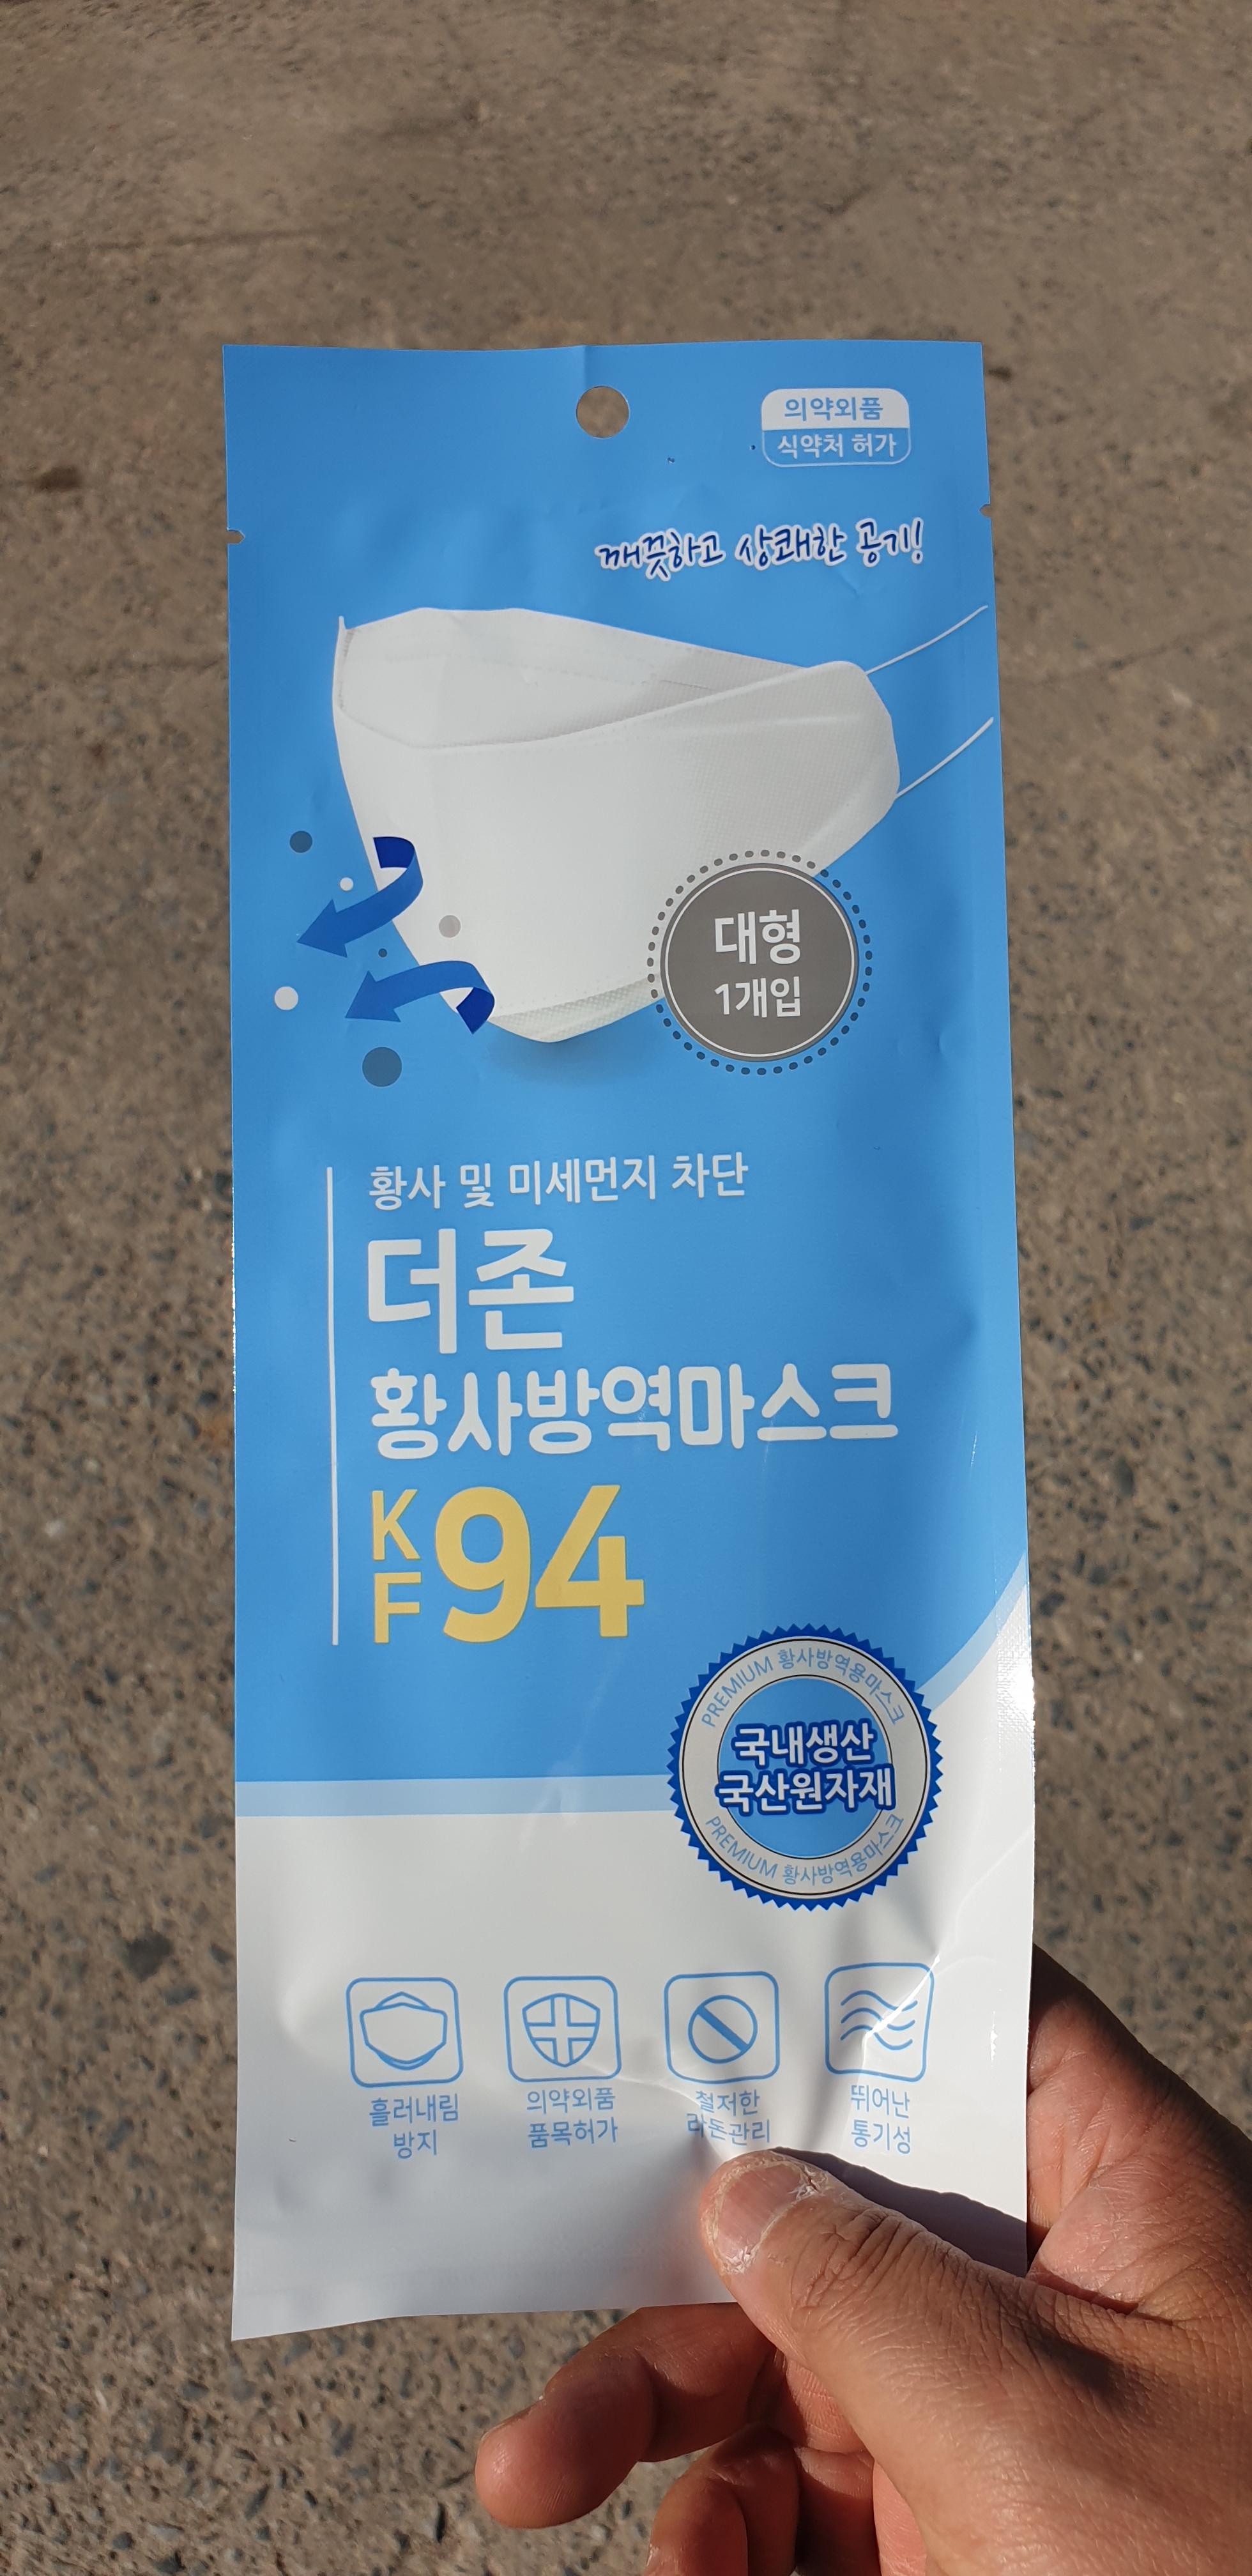 의약외품
식약처 허가
깨끗하고 상쾌한 공기!
대형
1개입
황사 및 미세먼지 차단
더존
황사방역마스크
KF94
PREMIUM 황사방역용마스크
국내생산
국산원자재
PREMIUM 황사방역용마스크
흘러내림
방지
의약외품
품목허가
철저한
라돈관리
뛰어난
통기성